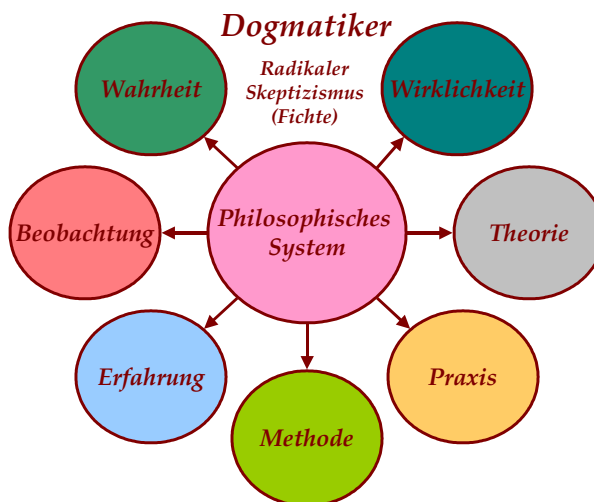 Dogmatiker
Radikaler
Skeptizismus
(Fichte)
Wahrheit
Wirklichkeit
Beobachtung
Philosophisches
System
Theorie
Erfahrung
Praxis
Methode